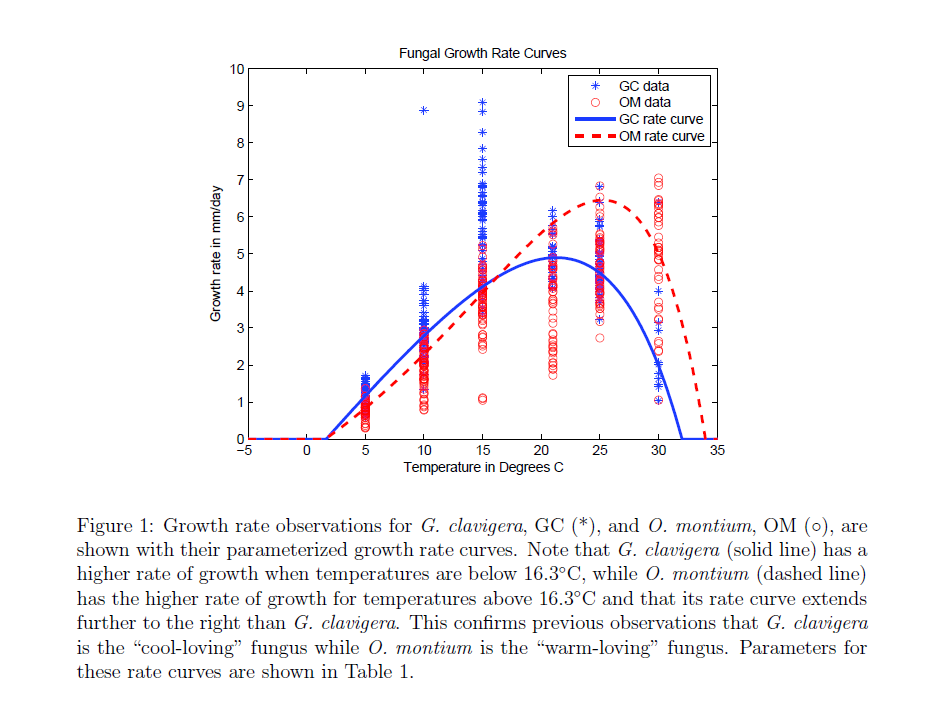 Fungal Growth Rate Curves
10
9
8
7
6
5
4
3
2
1
0
Growth rate in mm/day
GC data
OM data
GC rate curve
OM rate curve
−5 0 5 10 15 20 25 30 35
Temperature in Degrees C
Figure 1: Growth rate observations for G. clavigera, GC (*), and O. montium, OM (○), are
shown with their parameterized growth rate curves. Note that G. clavigera (solid line) has a
higher rate of growth when temperatures are below 16.3°C, while O. montium (dashed line)
has the higher rate of growth for temperatures above 16.3°C and that its rate curve extends
further to the right than G. clavigera. This confirms previous observations that G. clavigera
is the “cool-loving” fungus while O. montium is the “warm-loving” fungus. Parameters for
these rate curves are shown in Table 1.